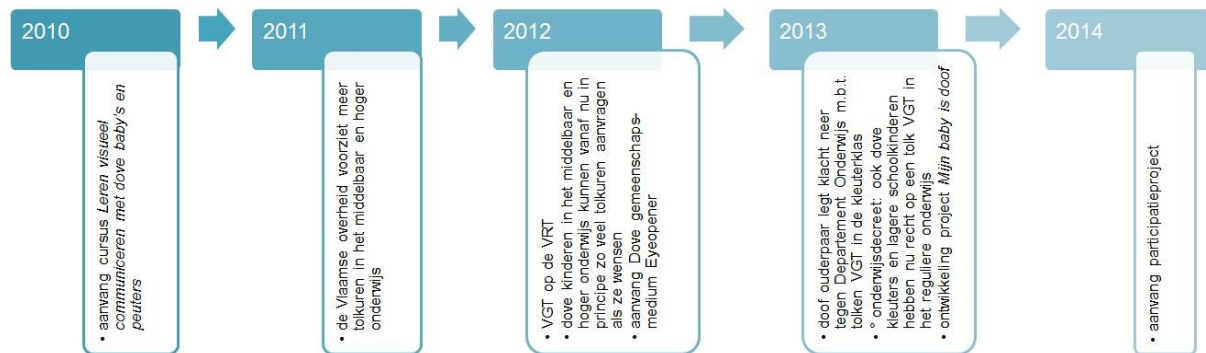 2010
• aanvang cursus Leren visueel
communiceren met dove baby's en
peuters
2011
• de Vlaamse overheid voorziet meer
tolkuren in het middelbaar en hoger
onderwijs
2012
• VGT op de VRT
• dove kinderen in het middelbaar en
hoger onderwijs kunnen vanaf nu in
principe zo veel tolkuren aanvragen
als ze wensen
• aanvang Dove gemeenschaps-
medium Eyeopener
2013
• doof ouderpaar legt klacht neer
tegen Departement Onderwijs m.b.t.
tolken VGT in de kleuterklas
• ° onderwijsdecreet: ook dove
kleuters en lagere schoolkinderen
hebben nu recht op een tolk VGT in
het reguliere onderwijs
• ontwikkeling project Mijn baby is doof
2014
• aanvang participatieproject